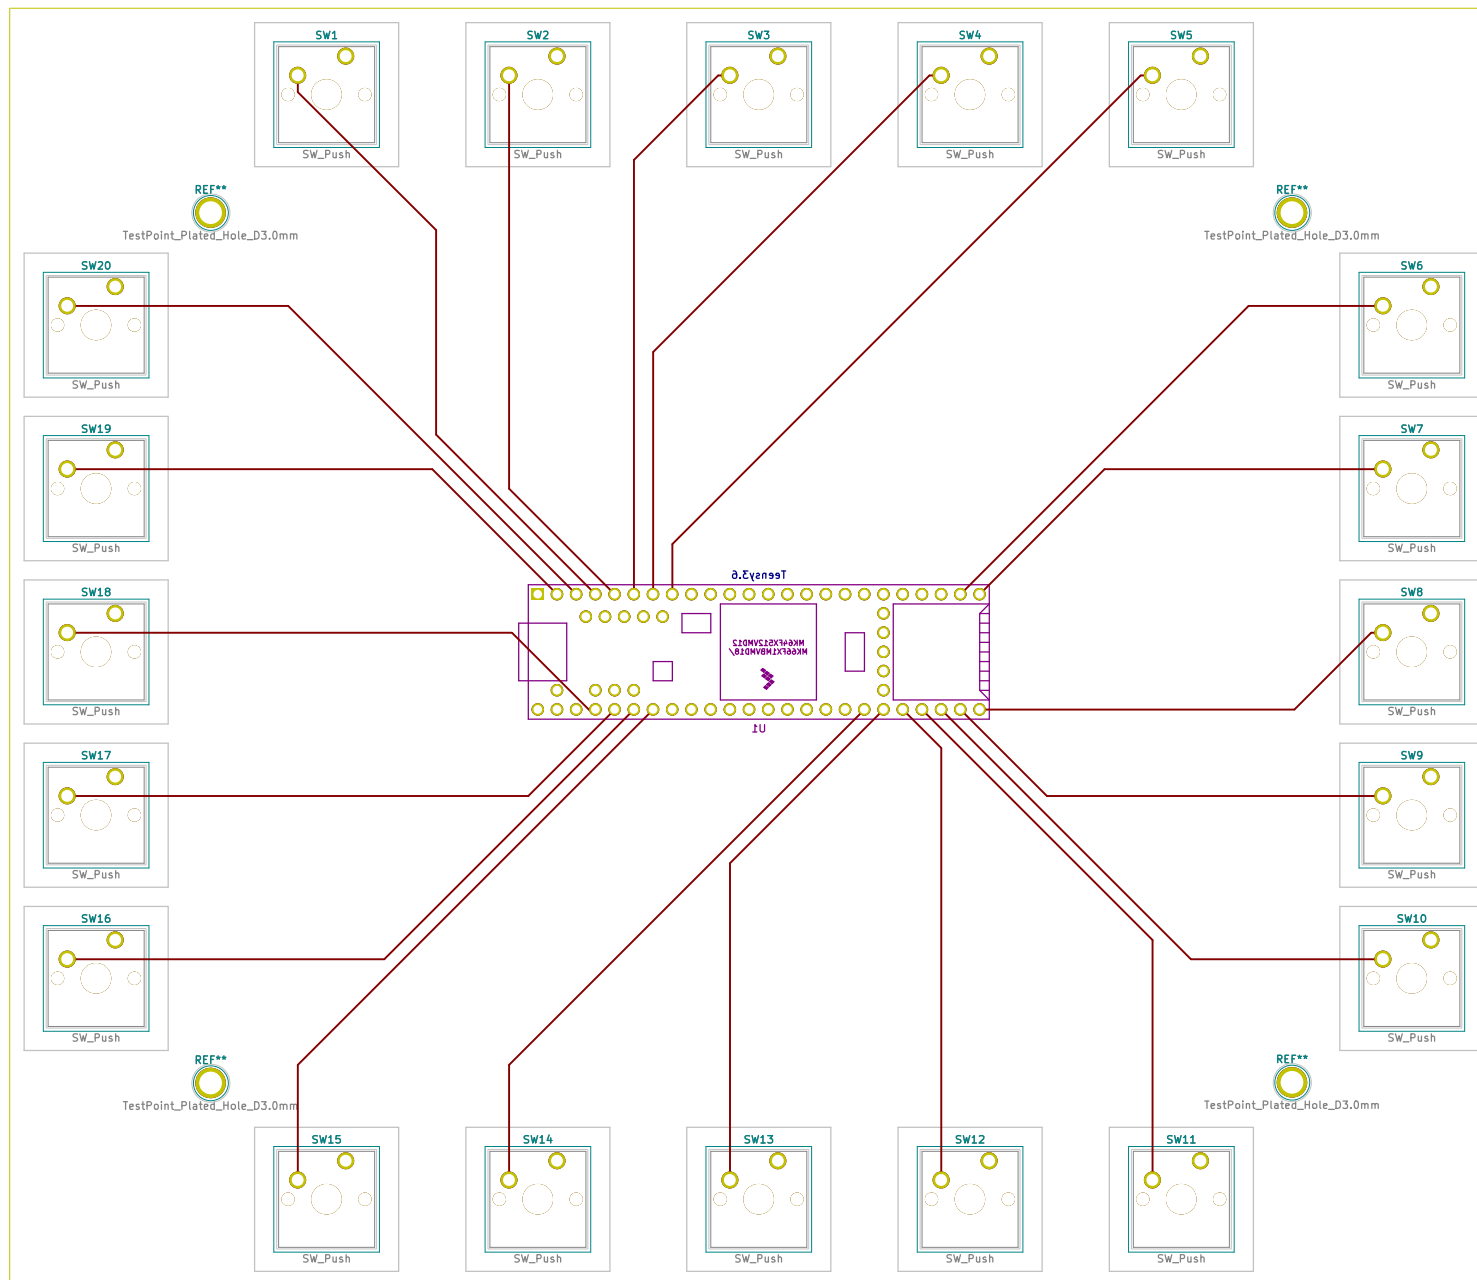 SW1
SW_Push
SW2
SW_Push
SW3
SW_Push
SW4
SW_Push
SW5
SW_Push
REF**
TestPoint_Plated_Hole_D3.0mm
REF**
TestPoint_Plated_Hole_D3.0mm
SW20
SW_Push
SW6
SW_Push
SW19
SW_Push
SW7
SW_Push
SW18
SW_Push
Teensy3.6
MK64FX512VMD12
MK66FX1MBVMD18/
U1
SW8
SW_Push
SW17
SW_Push
SW9
SW_Push
SW16
SW_Push
SW10
SW_Push
REF**
TestPoint_Plated_Hole_D3.0mm
REF**
TestPoint_Plated_Hole_D3.0mm
SW15
SW_Push
SW14
SW_Push
SW13
SW_Push
SW12
SW_Push
SW11
SW_Push